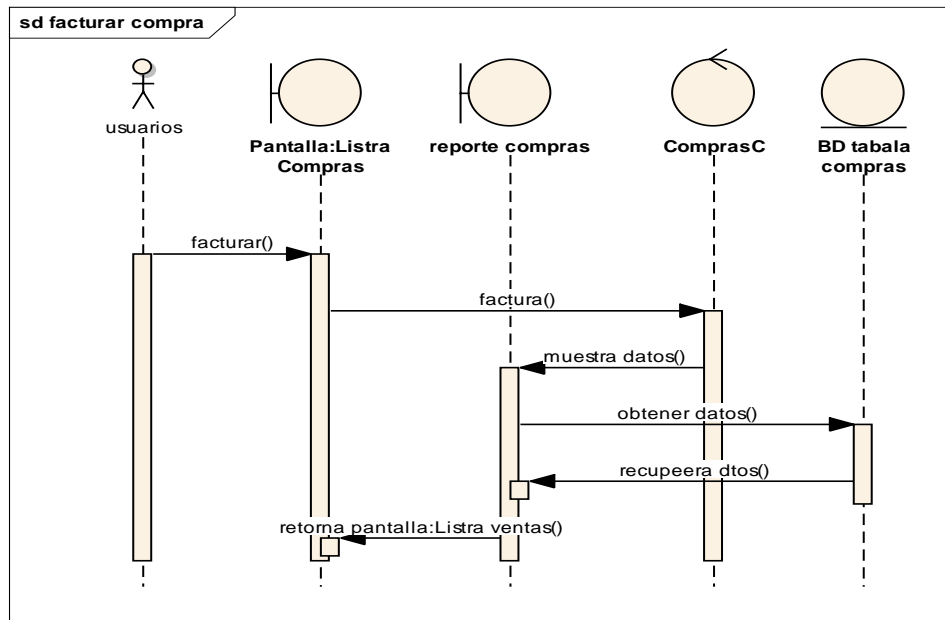 sd facturar compra
usuarios
Pantalla:Listra
Compras
reporte compras
ComprasC
BD tabala
compras
facturar()
factura()
muestra datos()
obtener datos()
recupeera dtos()
retorna pantalla:Listra ventas()